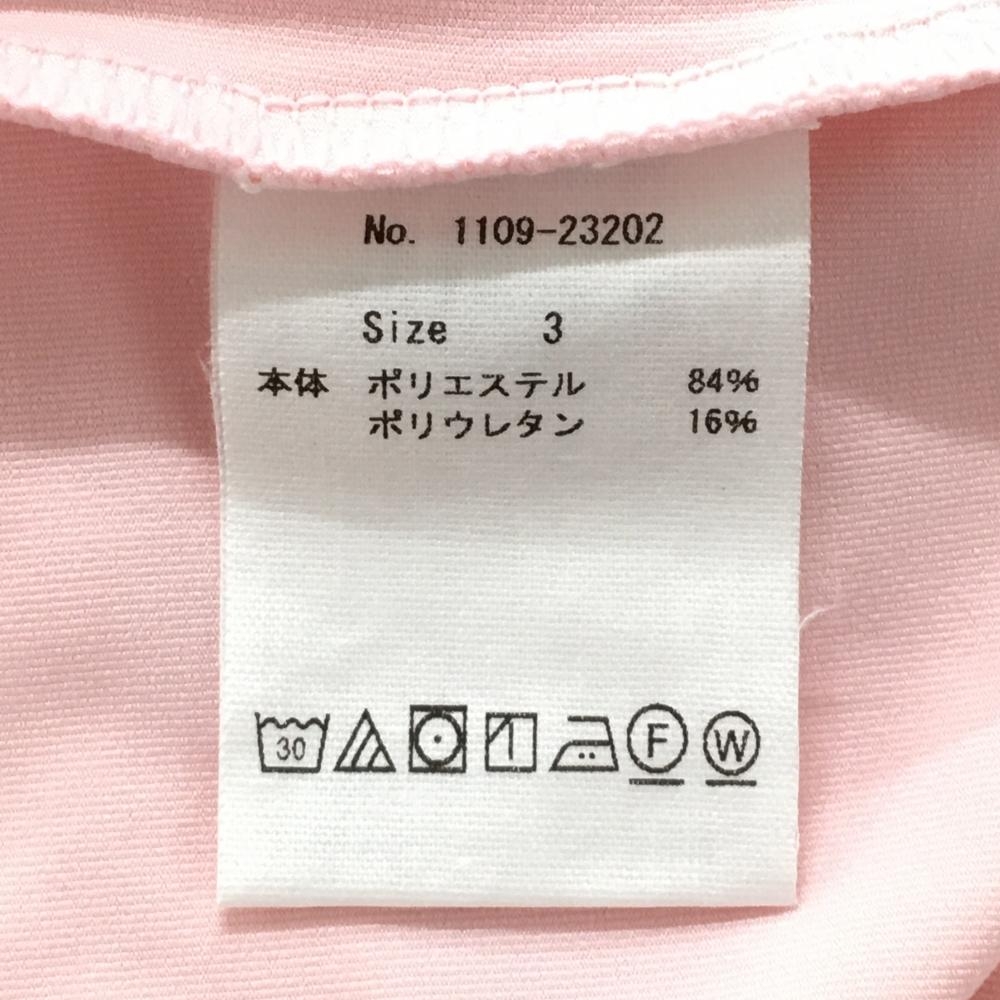 No. 1109-23202
Size 3
本体 ポリエステル 84%
ポリウレタン 16%
30 F W